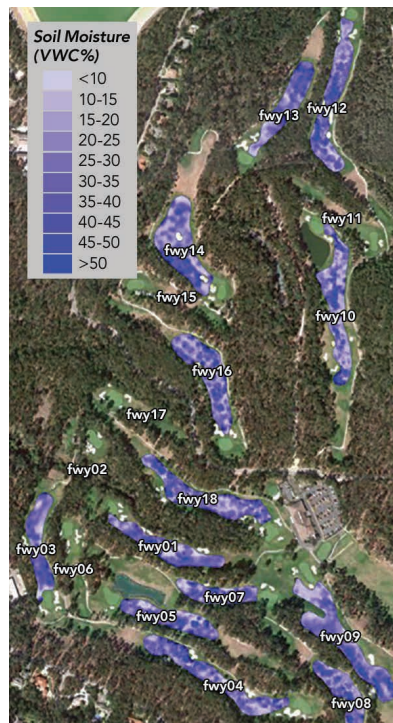 Soil Moisture
(VWC%)
<10
10-15
15-20
20-25
25-30
30-35
35-40
40-45
45-50
>50
fwy12
fwy13
fwy11
fwy14
fwy15
fwy10
fwy16
fwy17
fwy02
fwy18
fwy03
fwy01
fwy06
fwy07
fwy05
fwy09
fwy04
fwy08